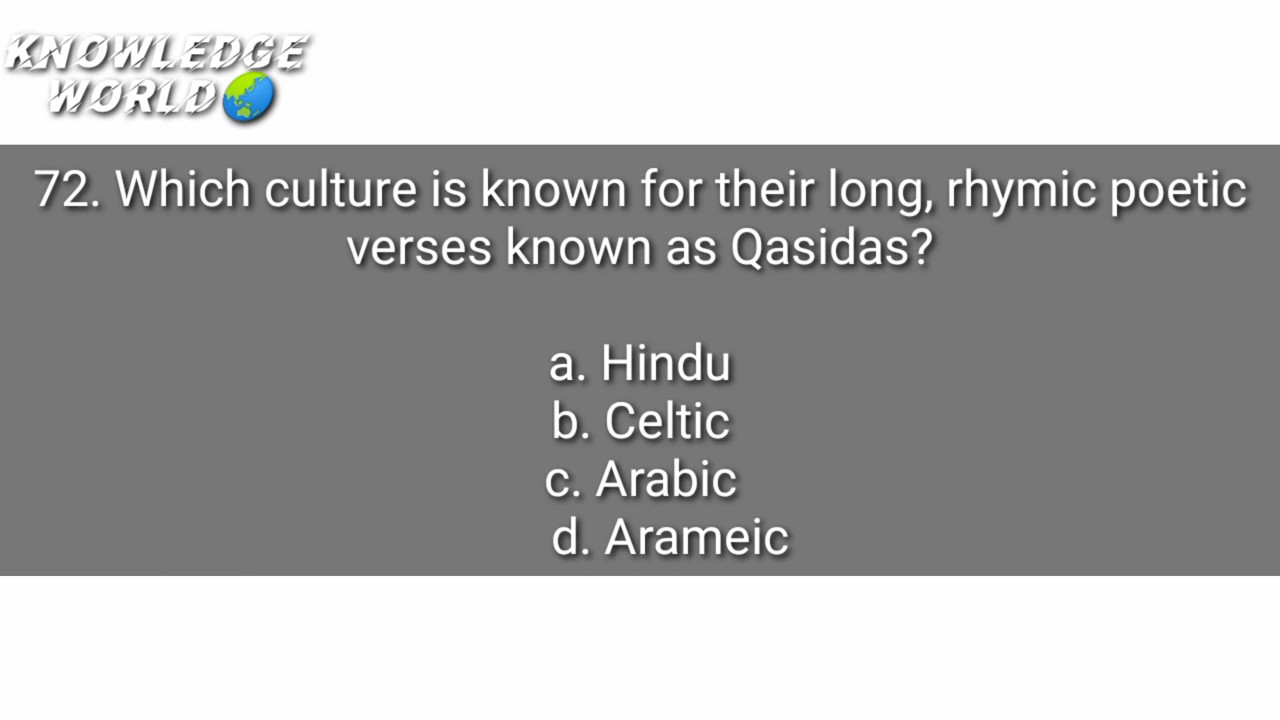 KNOWLEDGE
WORLD
72. Which culture is known for their long, rhymic poetic
verses known as Qasidas?
a. Hindu
b. Celtic
c. Arabic
d. Arameic